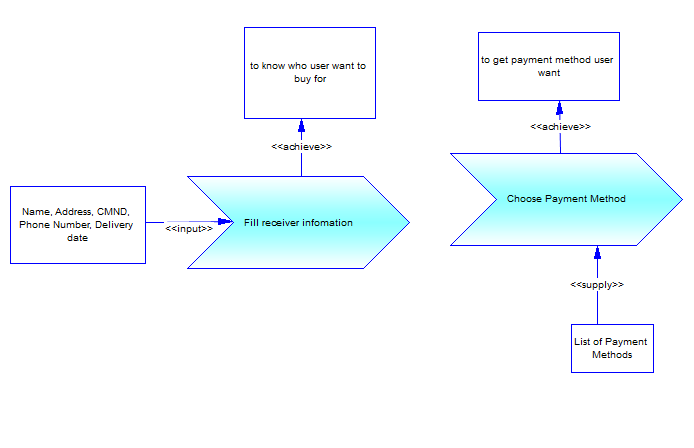 to know who user want to
buy for
<<achieve>>
Name, Address, CMND,
Phone Number, Delivery
date
<<input>>
Fill receiver infomation
to get payment method user
want
<<achieve>>
Choose Payment Method
<<supply>>
List of Payment
Methods